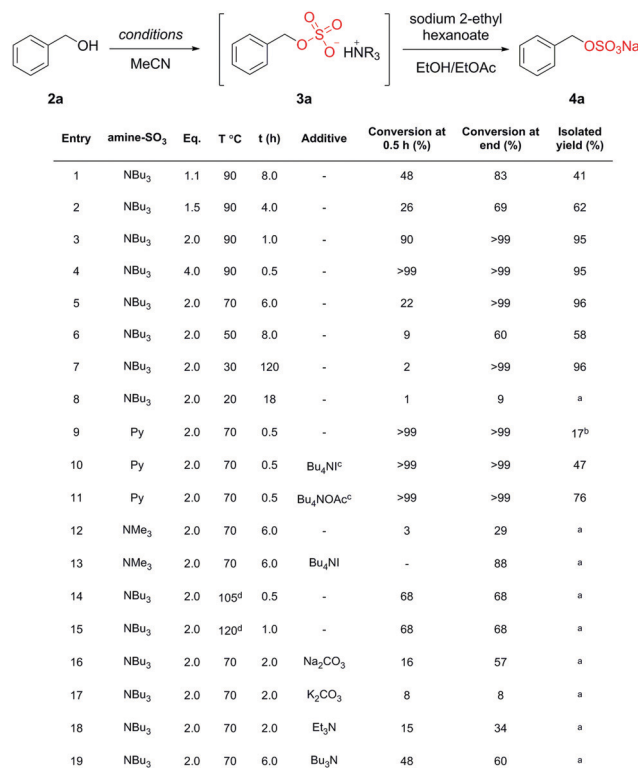 OH
conditions
MeCN
O O
S
O O⁻ HNR₃
+
sodium 2-ethyl
hexanoate
EtOH/EtOAc
OSO₃Na
2a 3a 4a
Entry amine-SO₃ Eq. T °C t (h) Additive Conversion at 0.5 h (%) Conversion at end (%) Isolated yield (%)
1 NBu₃ 1.1 90 8.0 - 48 83 41
2 NBu₃ 1.5 90 4.0 - 26 69 62
3 NBu₃ 2.0 90 1.0 - 90 >99 95
4 NBu₃ 4.0 90 0.5 - >99 >99 95
5 NBu₃ 2.0 70 6.0 - 22 >99 96
6 NBu₃ 2.0 50 8.0 - 9 60 58
7 NBu₃ 2.0 30 120 - 2 >99 96
8 NBu₃ 2.0 20 18 - 1 9 a
9 Py 2.0 70 0.5 - >99 >99 17ᵇ
10 Py 2.0 70 0.5 Bu₄NIᶜ >99 >99 47
11 Py 2.0 70 0.5 Bu₄NOAcᶜ >99 >99 76
12 NMe₃ 2.0 70 6.0 - 3 29 a
13 NMe₃ 2.0 70 6.0 Bu₄NI - 88 a
14 NBu₃ 2.0 105ᵈ 0.5 - 68 68 a
15 NBu₃ 2.0 120ᵈ 1.0 - 68 68 a
16 NBu₃ 2.0 70 2.0 Na₂CO₃ 16 57 a
17 NBu₃ 2.0 70 2.0 K₂CO₃ 8 8 a
18 NBu₃ 2.0 70 2.0 Et₃N 15 34 a
19 NBu₃ 2.0 70 6.0 Bu₃N 48 60 a